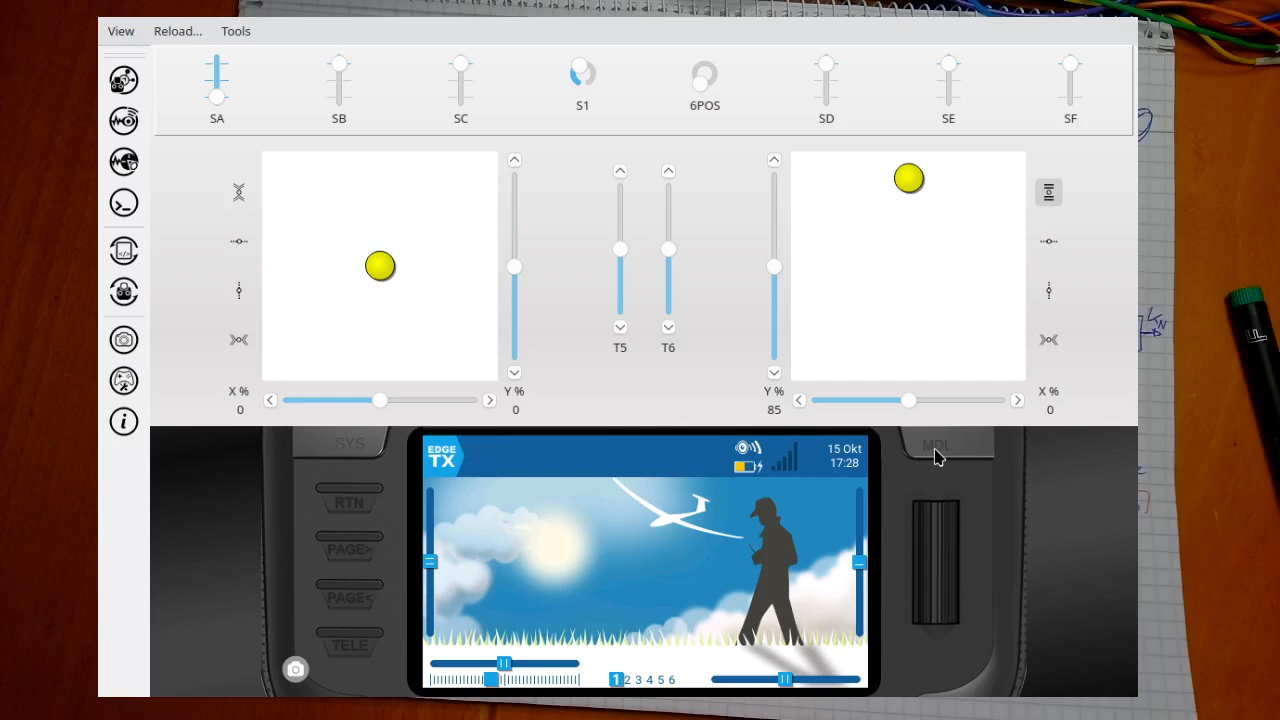 View Reload... Tools
SA SB SC S1 6POS SD SE SF
T5 T6
X % Y % Y % X %
0 0 85 0
SYS MDL
EDGE TX
15 Okt
17:28
RTN
PAGE>
PAGE<
TELE
1 2 3 4 5 6